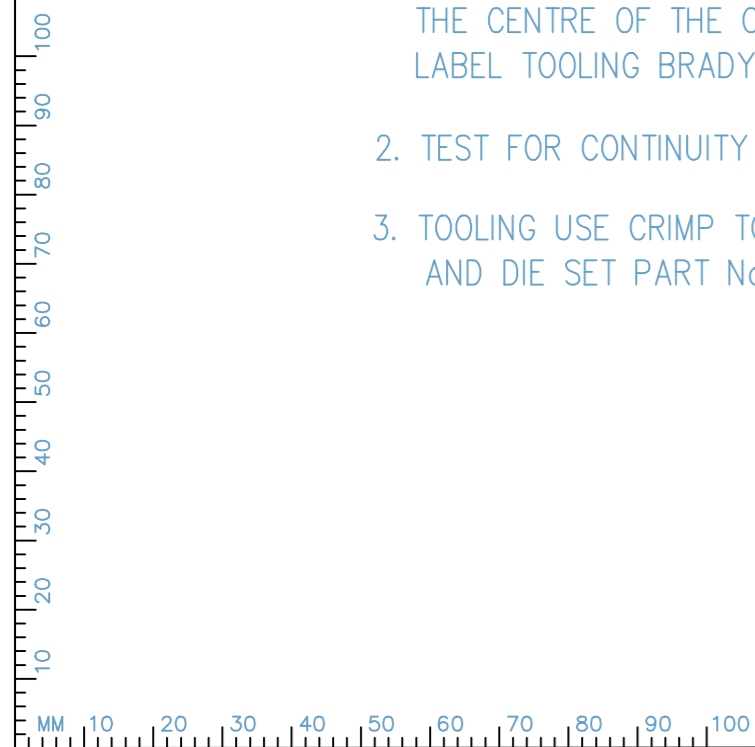 THE CENTRE OF THE
LABEL TOOLING BRADY
2. TEST FOR CONTINUITY
3. TOOLING USE CRIMP
AND DIE SET PART No
100
90
80
70
60
50
40
30
20
10
MM 10 20 30 40 50 60 70 80 90 100